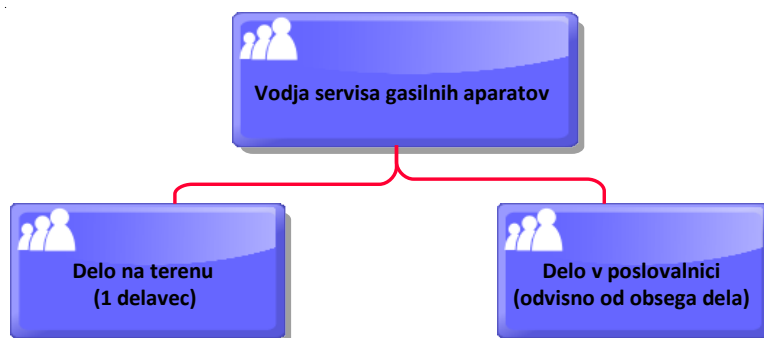 Vodja servisa gasilnih aparatov
Delo na terenu
(1 delavec)
Delo v poslovalnici
(odvisno od obsega dela)